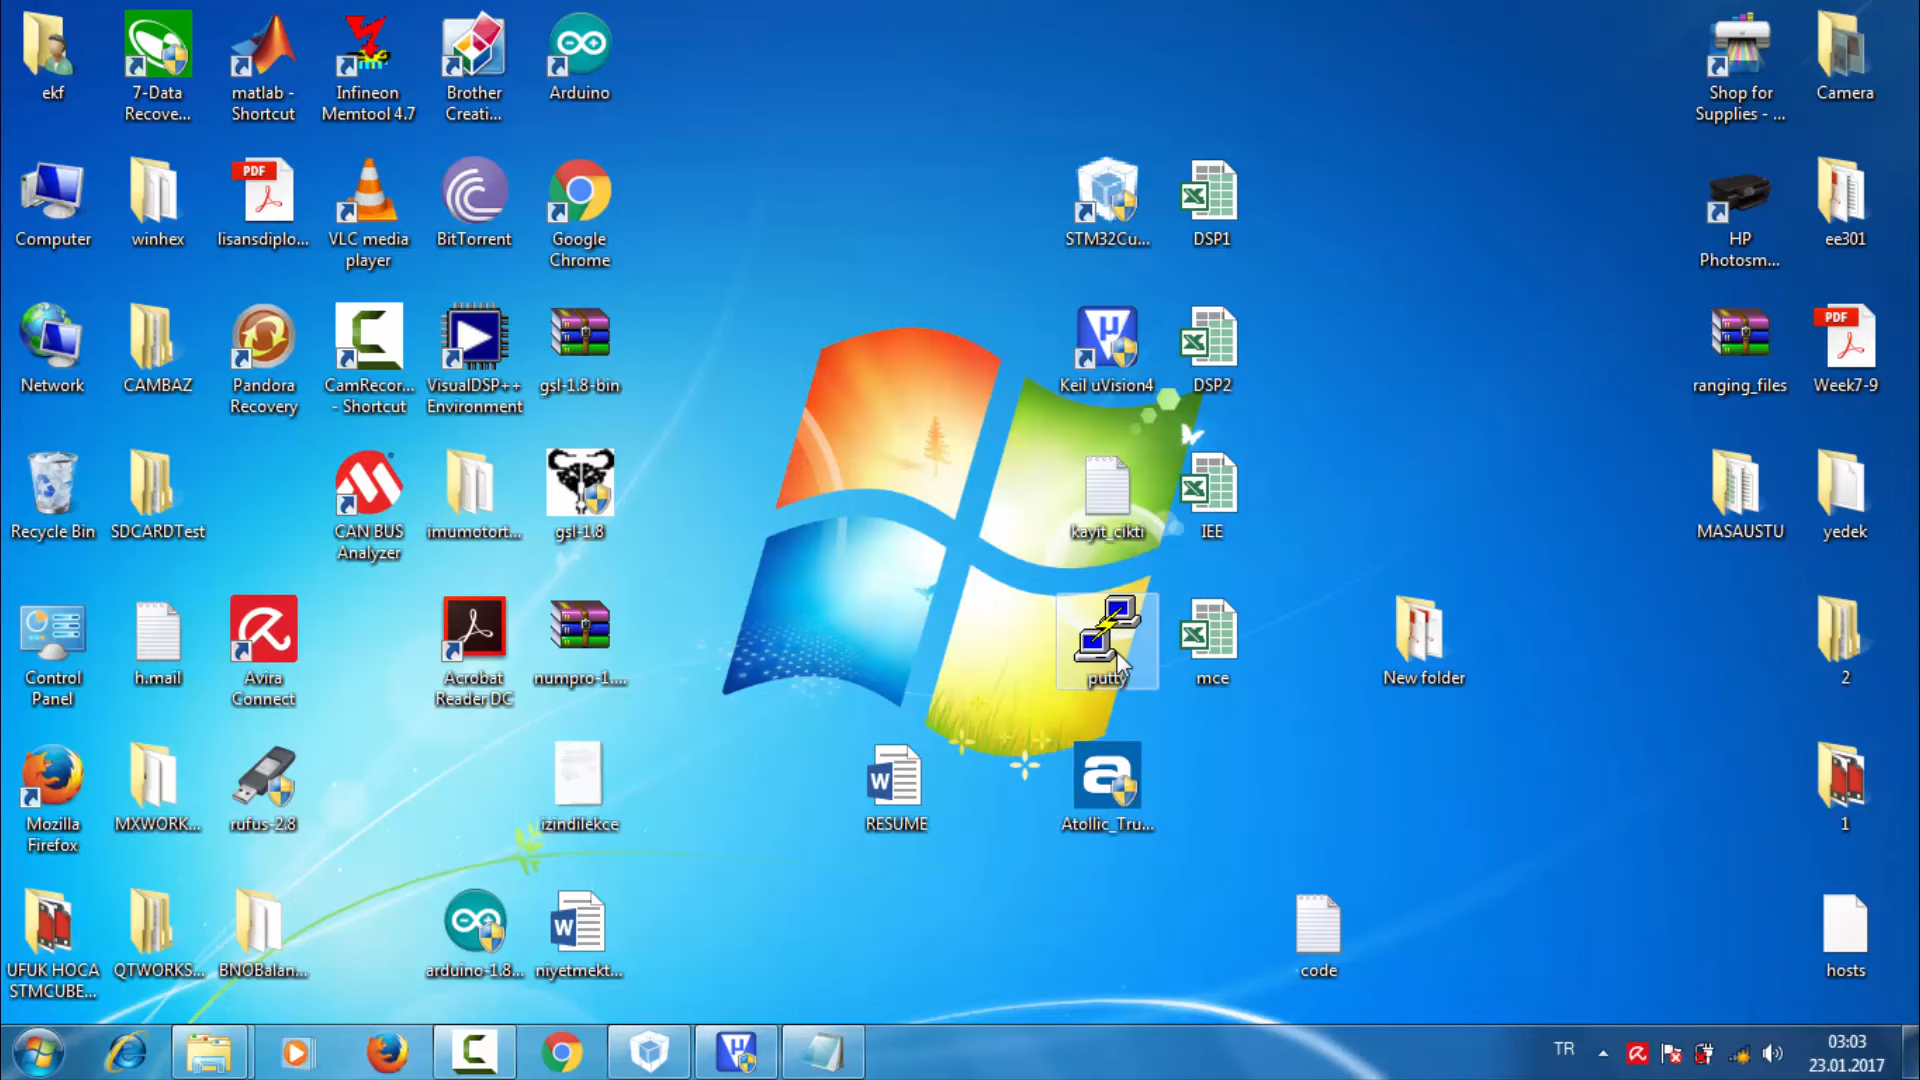 ekf
7-Data
Recove...
matlab -
Shortcut
Infineon
Memtool 4.7
Brother
Creati...
Arduino
Shop for
Supplies - ...
Camera
Computer
winhex
PDF
lisansdiplo...
VLC media
player
BitTorrent
Google
Chrome
STM32Cu...
DSP1
HP
Photosm...
ee301
Network
CAMBAZ
Pandora
Recovery
CamRecor...
- Shortcut
VisualDSP++
Environment
gsl-1.8-bin
Keil uVision4
DSP2
ranging_files
PDF
Week7-9
Recycle Bin
SDCARDTest
CAN BUS
Analyzer
imumotort...
gsl-1.8
kayit_cikti
IEE
MASAUSTU
yedek
Control
Panel
h.mail
Avira
Connect
Acrobat
Reader DC
numpro-1....
putty
mce
New folder
2
Mozilla
Firefox
MXWORK...
rufus-2.8
izindilekce
RESUME
Atollic_Tru...
1
UFUK HOCA
STMCUBE...
QTWORKS...
BNOBalan...
arduino-1.8...
niyetmekt...
code
hosts
TR
03:03
23.01.2017